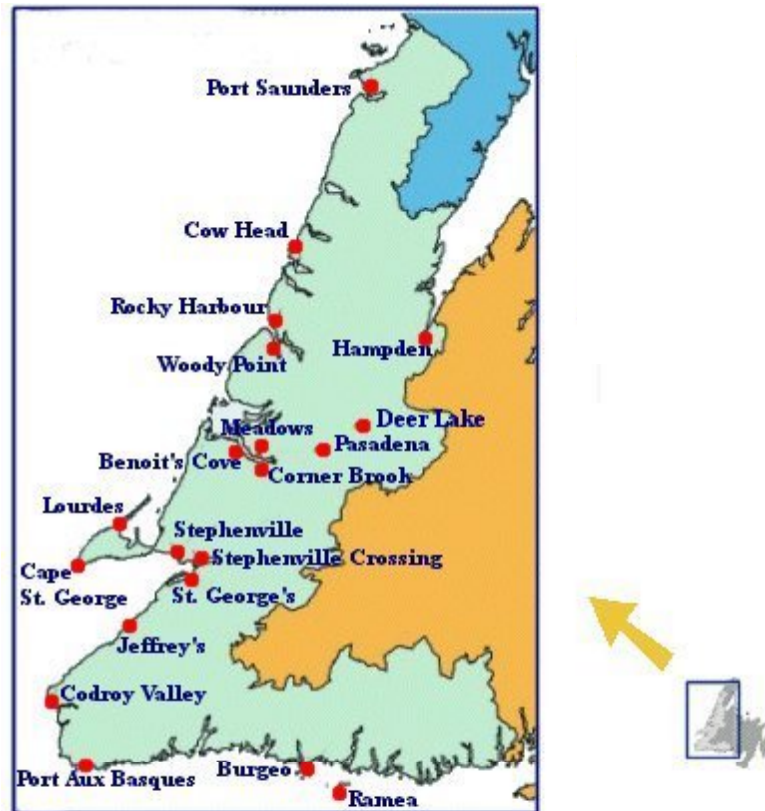 Port Saunders
Cow Head
Rocky Harbour
Woody Point
Hampden
Deer Lake
Meadows
Pasadena
Benoit's Cove
Corner Brook
Lourdes
Stephenville
Stephenville Crossing
Cape
St. George
St. George's
Jeffrey's
Codroy Valley
Port Aux Basques
Burgeo
Ramea